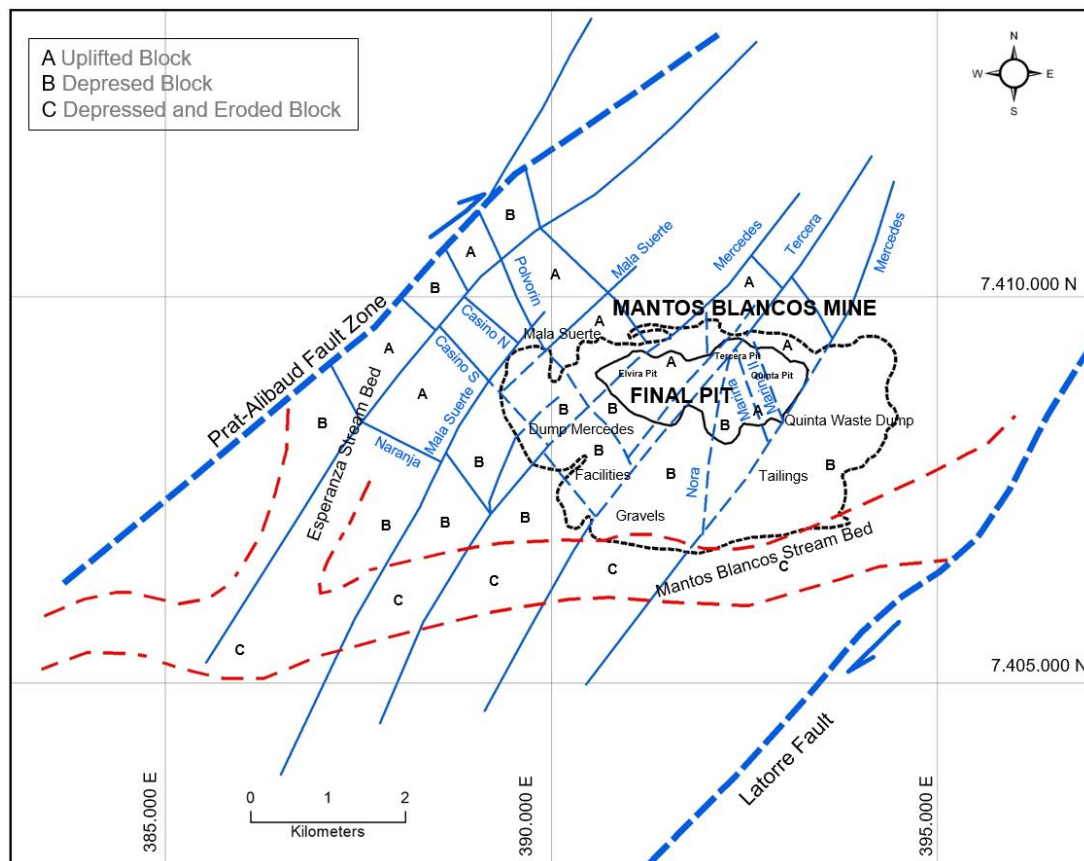 A Uplifted Block
B Depresed Block
C Depressed and Eroded Block
N
W E
S
B
A
Polvorín
B
A
Mala Suerte
Mercedes
Tercera
Mercedes
A
7.410.000 N
Prat-Alibaud Fault Zone
Casino N
Casino S
MANTOS BLANCOS MINE
A
Mala Suerte
A
A
Tercera Pit
A
Elvira Pit
Quinta Pit
FINAL PIT
Marina
Marina II
A
A
B
B
B
B
Dump Mercedes
Quinta Waste Dump
Esperanza Stream Bed
Mala Suerte
Naranja
B
B
B
B
Facilities
Nora
Tailings
B
B
B
B
Gravels
Mantos Blancos Stream Bed
C
C
C
C
C
7.405.000 N
Latorre Fault
385.000 E
390.000 E
395.000 E
0 1 2
Kilometers